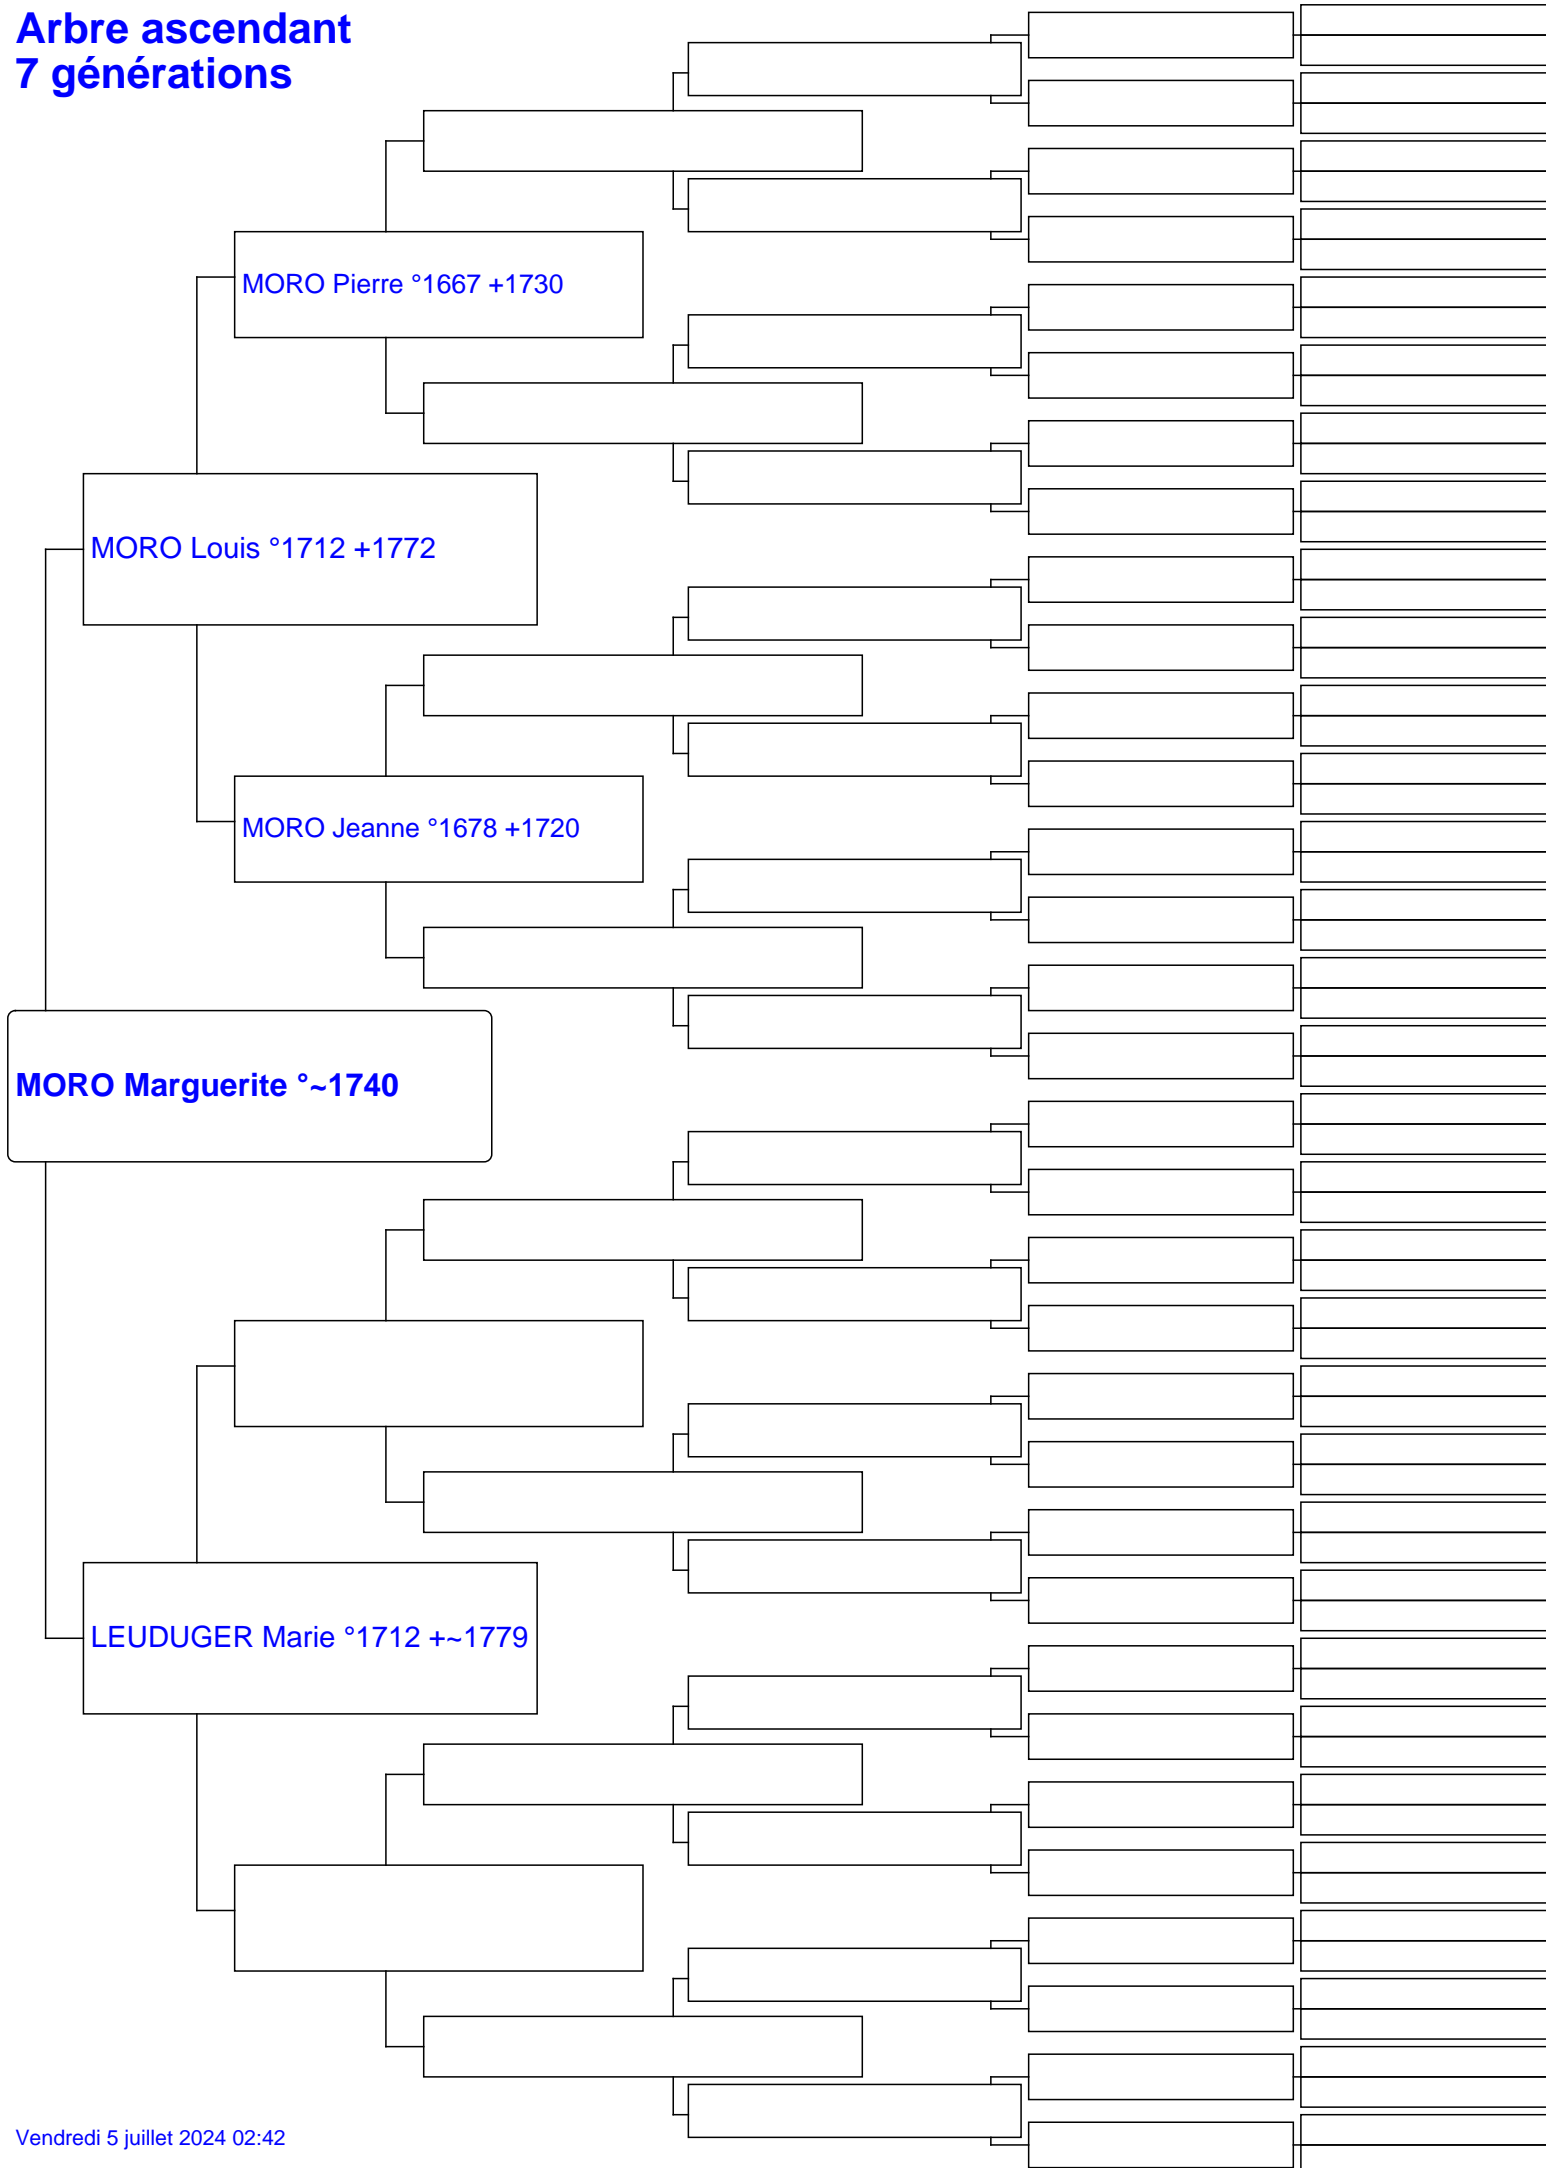 Arbre ascendant
7 générations
MORO Pierre °1667 +1730
MORO Louis °1712 +1772
MORO Jeanne °1678 +1720
MORO Marguerite °~1740
LEUDUGER Marie °1712 +~1779
Vendredi 5 juillet 2024 02:42